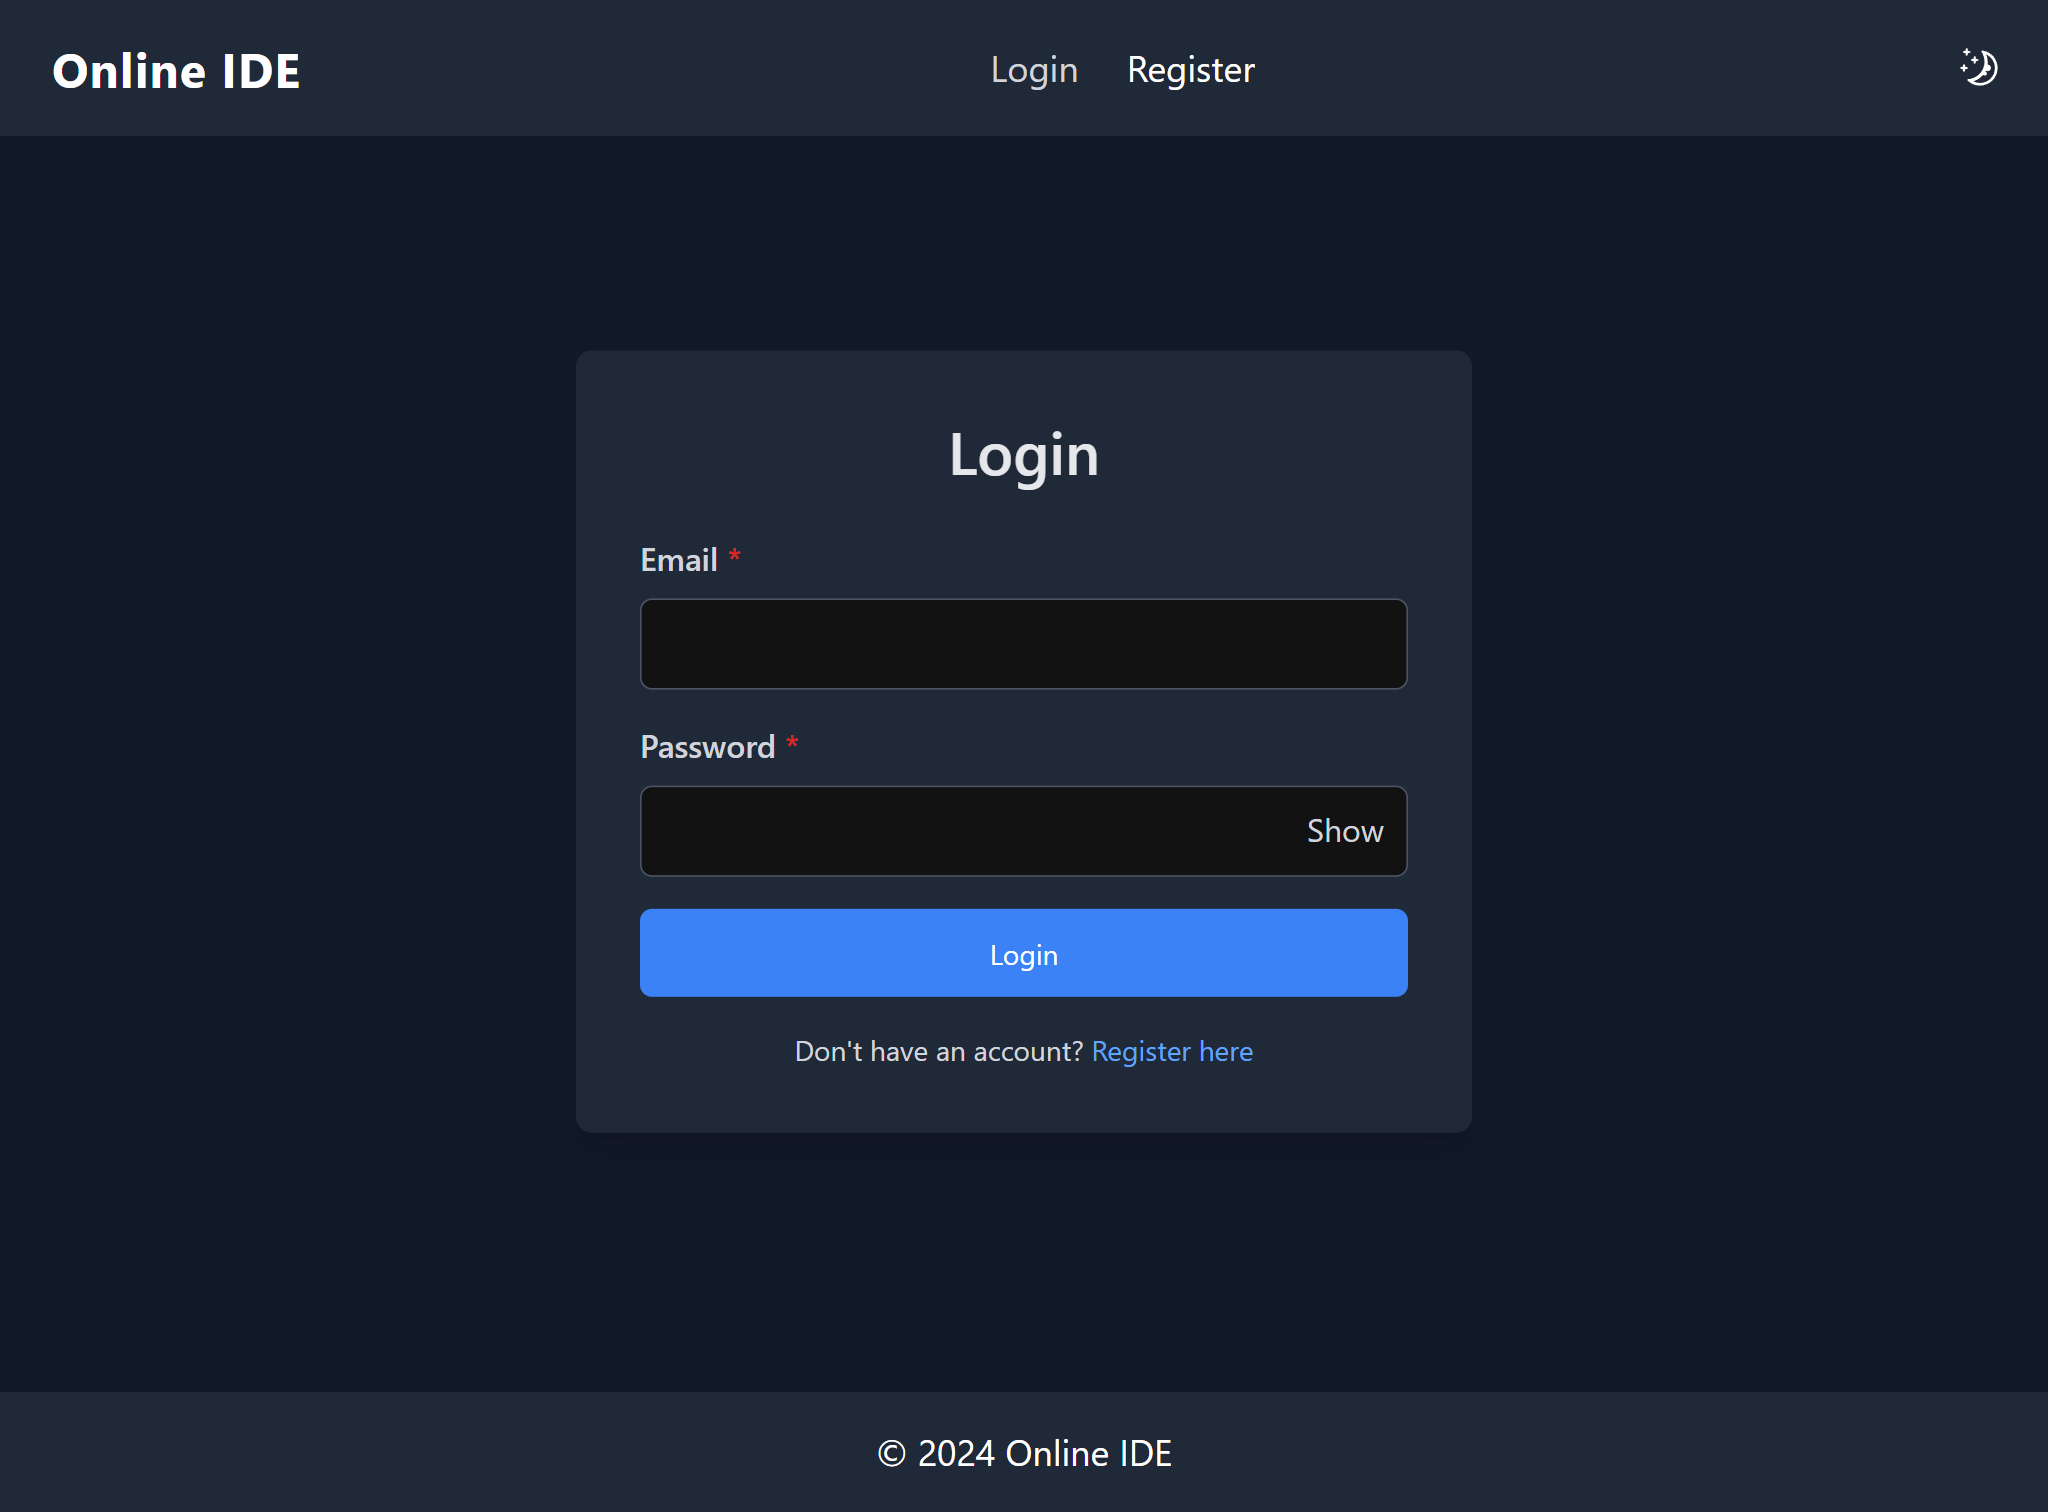 Online IDE
Login Register
Login
Email *
Password *
Show
Login
Don't have an account? Register here
© 2024 Online IDE